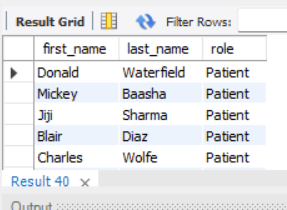 Result Grid Filter Rows:
first_name last_name role
Donald Waterfield Patient
Mickey Baasha Patient
Jiji Sharma Patient
Blair Diaz Patient
Charles Wolfe Patient
Result 40 ×
Output